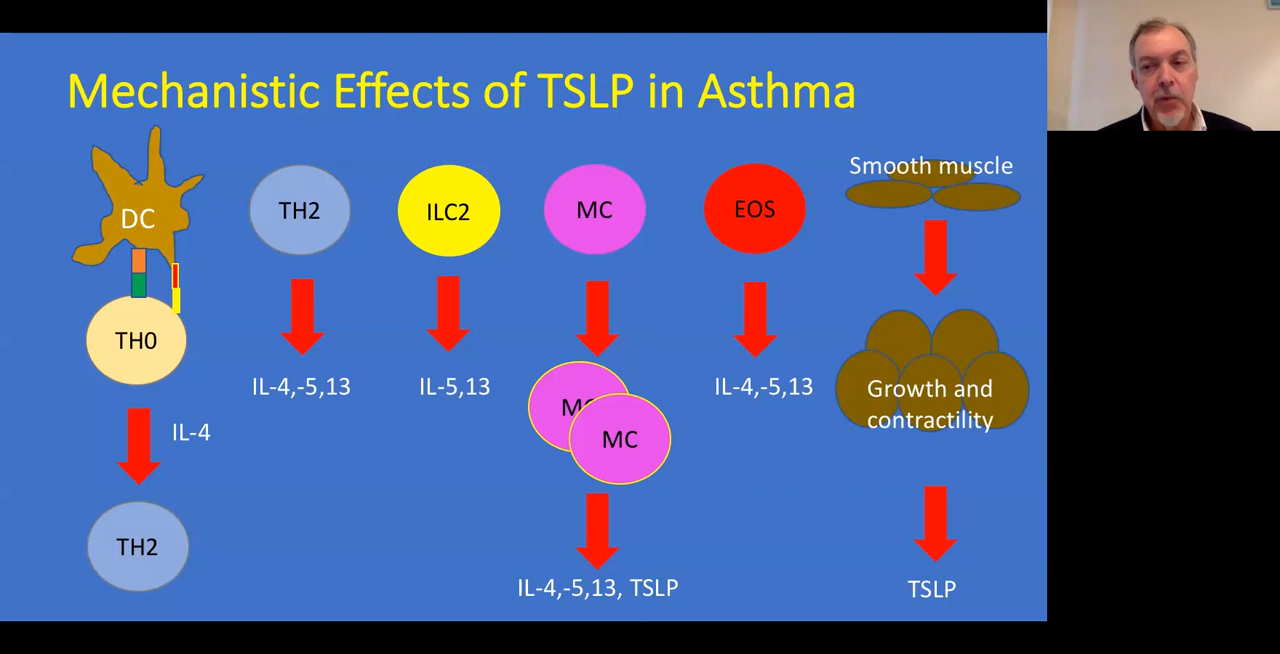 Mechanistic Effects of TSLP in Asthma
DC
TH0
IL-4
TH2
TH2
IL-4,-5,13
ILC2
IL-5,13
MC
MC
MC
IL-4,-5,13, TSLP
EOS
IL-4,-5,13
Smooth muscle
Growth and
contractility
TSLP